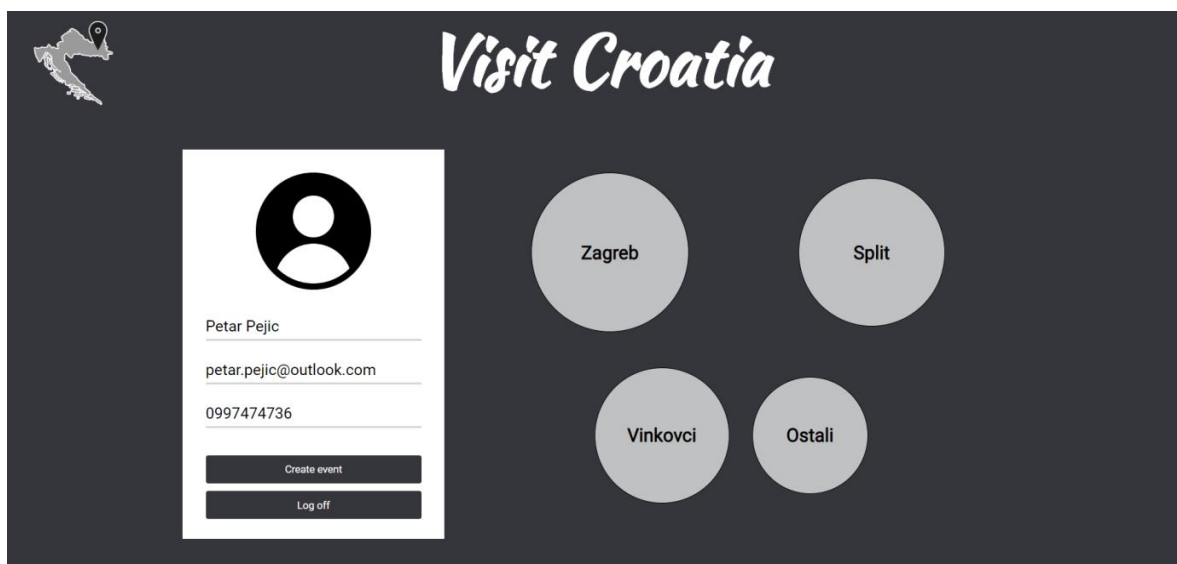 Visit Croatia
Petar Pejic
petar.pejic@outlook.com
0997474736
Create event
Log off
Zagreb
Split
Vinkovci
Ostali